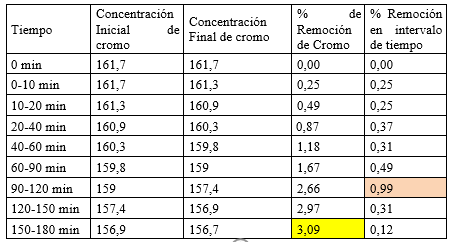 Tiempo | Concentración Inicial de cromo | Concentración Final de cromo | % de Remoción de Cromo | % Remoción en intervalo de tiempo
0 min | 161,7 | 161,7 | 0,00 | 0,00
0-10 min | 161,7 | 161,3 | 0,25 | 0,25
10-20 min | 161,3 | 160,9 | 0,49 | 0,25
20-40 min | 160,9 | 160,3 | 0,87 | 0,37
40-60 min | 160,3 | 159,8 | 1,18 | 0,31
60-90 min | 159,8 | 159 | 1,67 | 0,49
90-120 min | 159 | 157,4 | 2,66 | 0,99
120-150 min | 157,4 | 156,9 | 2,97 | 0,31
150-180 min | 156,9 | 156,7 | 3,09 | 0,12